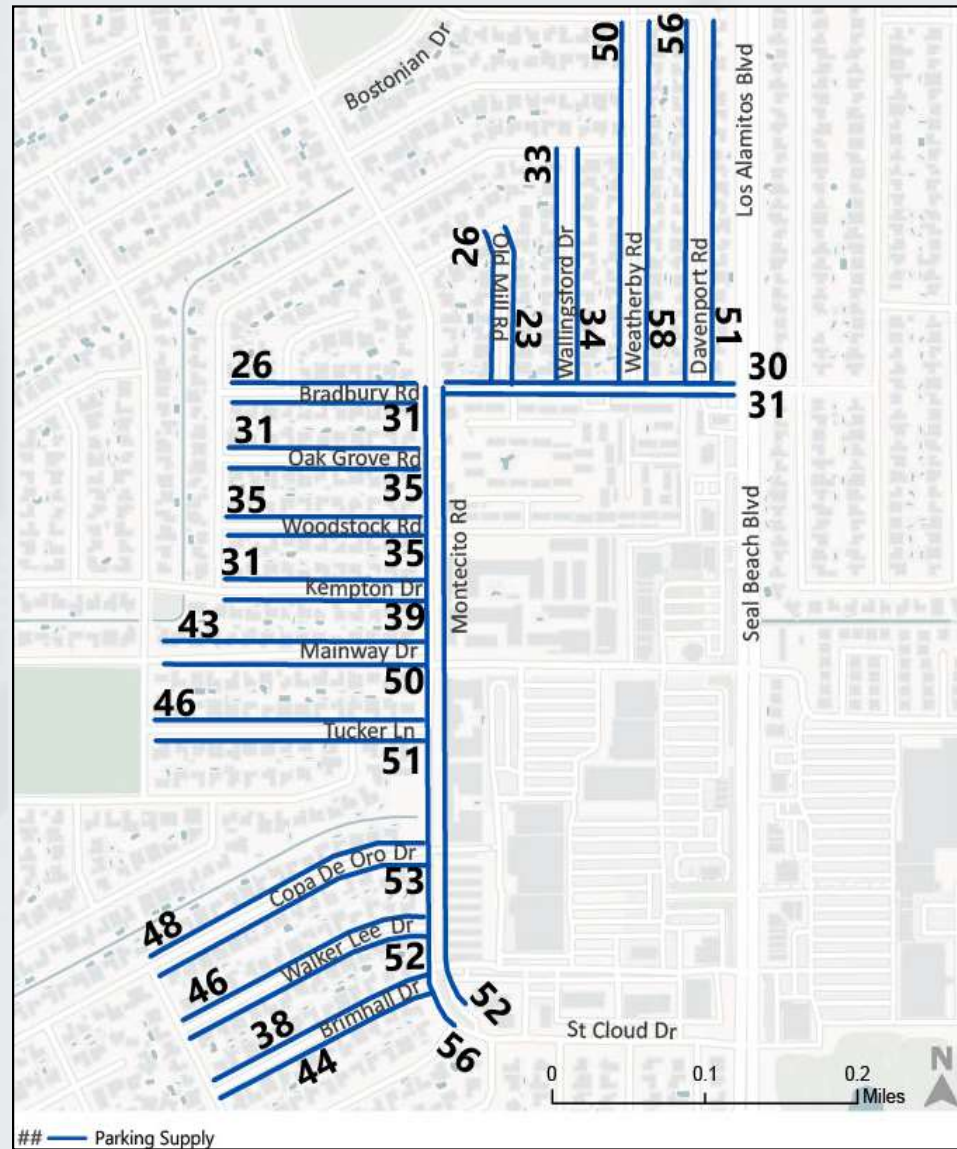 Bostonian Dr
50
56
Los Alamitos Blvd
33
26
Old Mill Rd
23
Wallingsford Dr
34
Weatherby Rd
58
Davenport Rd
51
30
31
26
Bradbury Rd
31
31
Oak Grove Rd
35
35
Woodstock Rd
35
31
Kempton Dr
39
43
Mainway Dr
50
46
Tucker Ln
51
Montecito Rd
Seal Beach Blvd
Copa De Oro Dr
53
48
Walker Lee Dr
52
46
Brimhall Dr
38
44
52
56
St Cloud Dr
N
0 0.1 0.2
Miles
## Parking Supply